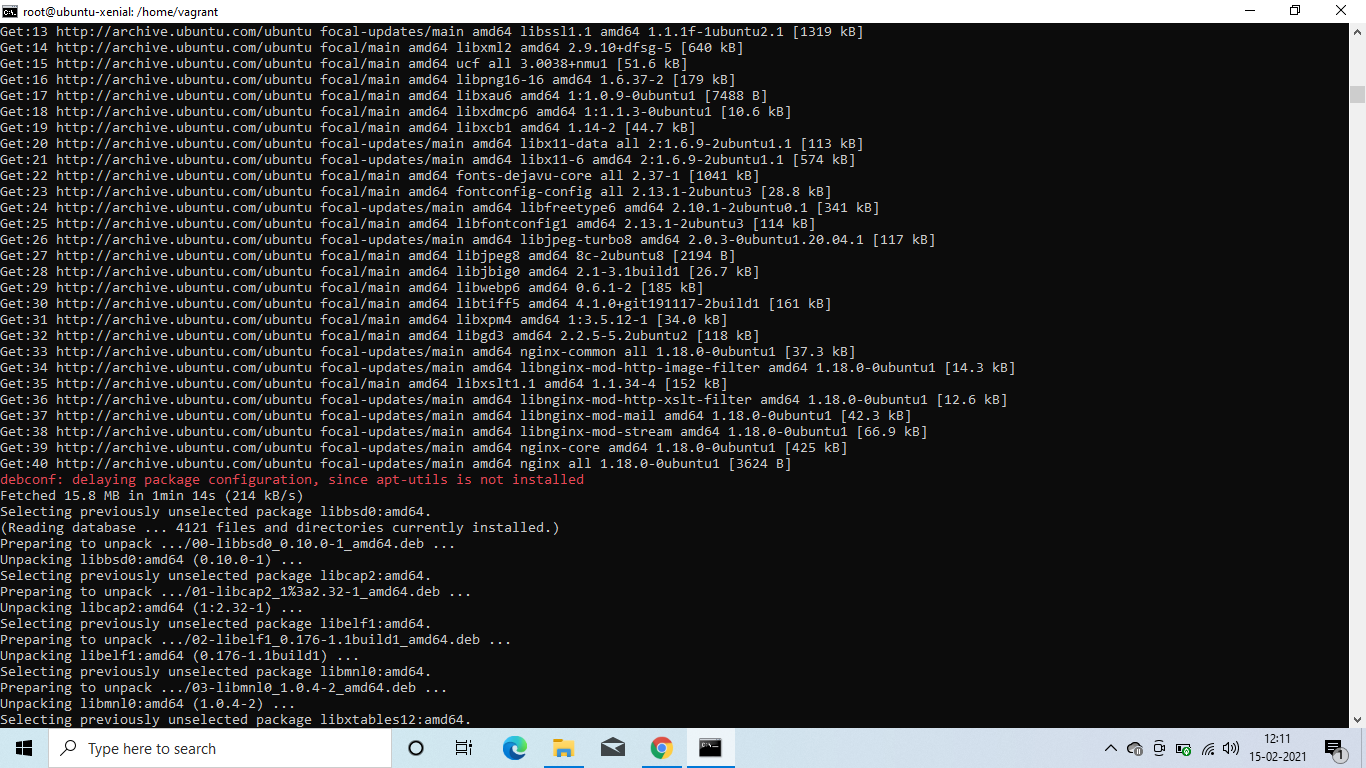 root@ubuntu-xenial: /home/vagrant
Get:13 http://archive.ubuntu.com/ubuntu focal-updates/main amd64 libssl1.1 amd64 1.1.1f-1ubuntu2.1 [1319 kB]
Get:14 http://archive.ubuntu.com/ubuntu focal/main amd64 libxml2 amd64 2.9.10+dfsg-5 [640 kB]
Get:15 http://archive.ubuntu.com/ubuntu focal/main amd64 ucf all 3.0038+nmu1 [51.6 kB]
Get:16 http://archive.ubuntu.com/ubuntu focal/main amd64 libpng16-16 amd64 1.6.37-2 [179 kB]
Get:17 http://archive.ubuntu.com/ubuntu focal/main amd64 libxau6 amd64 1:1.0.9-0ubuntu1 [7488 B]
Get:18 http://archive.ubuntu.com/ubuntu focal/main amd64 libxdmcp6 amd64 1:1.1.3-0ubuntu1 [10.6 kB]
Get:19 http://archive.ubuntu.com/ubuntu focal/main amd64 libxcb1 amd64 1.14-2 [44.7 kB]
Get:20 http://archive.ubuntu.com/ubuntu focal-updates/main amd64 libx11-data all 2:1.6.9-2ubuntu1.1 [113 kB]
Get:21 http://archive.ubuntu.com/ubuntu focal-updates/main amd64 libx11-6 amd64 2:1.6.9-2ubuntu1.1 [574 kB]
Get:22 http://archive.ubuntu.com/ubuntu focal/main amd64 fonts-dejavu-core all 2.37-1 [1041 kB]
Get:23 http://archive.ubuntu.com/ubuntu focal/main amd64 fontconfig-config all 2.13.1-2ubuntu3 [28.8 kB]
Get:24 http://archive.ubuntu.com/ubuntu focal-updates/main amd64 libfreetype6 amd64 2.10.1-2ubuntu0.1 [341 kB]
Get:25 http://archive.ubuntu.com/ubuntu focal/main amd64 libfontconfig1 amd64 2.13.1-2ubuntu3 [114 kB]
Get:26 http://archive.ubuntu.com/ubuntu focal-updates/main amd64 libjpeg-turbo8 amd64 2.0.3-0ubuntu1.20.04.1 [117 kB]
Get:27 http://archive.ubuntu.com/ubuntu focal/main amd64 libjpeg8 amd64 8c-2ubuntu8 [2194 B]
Get:28 http://archive.ubuntu.com/ubuntu focal/main amd64 libjbig0 amd64 2.1-3.1build1 [26.7 kB]
Get:29 http://archive.ubuntu.com/ubuntu focal/main amd64 libwebp6 amd64 0.6.1-2 [185 kB]
Get:30 http://archive.ubuntu.com/ubuntu focal/main amd64 libtiff5 amd64 4.1.0+git191117-2build1 [161 kB]
Get:31 http://archive.ubuntu.com/ubuntu focal/main amd64 libxpm4 amd64 1:3.5.12-1 [34.0 kB]
Get:32 http://archive.ubuntu.com/ubuntu focal/main amd64 libgd3 amd64 2.2.5-5.2ubuntu2 [118 kB]
Get:33 http://archive.ubuntu.com/ubuntu focal-updates/main amd64 nginx-common all 1.18.0-0ubuntu1 [37.3 kB]
Get:34 http://archive.ubuntu.com/ubuntu focal-updates/main amd64 libnginx-mod-http-image-filter amd64 1.18.0-0ubuntu1 [14.3 kB]
Get:35 http://archive.ubuntu.com/ubuntu focal/main amd64 libxslt1.1 amd64 1.1.34-4 [152 kB]
Get:36 http://archive.ubuntu.com/ubuntu focal-updates/main amd64 libnginx-mod-http-xslt-filter amd64 1.18.0-0ubuntu1 [12.6 kB]
Get:37 http://archive.ubuntu.com/ubuntu focal-updates/main amd64 libnginx-mod-mail amd64 1.18.0-0ubuntu1 [42.3 kB]
Get:38 http://archive.ubuntu.com/ubuntu focal-updates/main amd64 libnginx-mod-stream amd64 1.18.0-0ubuntu1 [66.9 kB]
Get:39 http://archive.ubuntu.com/ubuntu focal-updates/main amd64 nginx-core amd64 1.18.0-0ubuntu1 [425 kB]
Get:40 http://archive.ubuntu.com/ubuntu focal-updates/main amd64 nginx all 1.18.0-0ubuntu1 [3624 B]
debconf: delaying package configuration, since apt-utils is not installed
Fetched 15.8 MB in 1min 14s (214 kB/s)
Selecting previously unselected package libbsd0:amd64.
(Reading database ... 4121 files and directories currently installed.)
Preparing to unpack .../00-libbsd0_0.10.0-1_amd64.deb ...
Unpacking libbsd0:amd64 (0.10.0-1) ...
Selecting previously unselected package libcap2:amd64.
Preparing to unpack .../01-libcap2_1%3a2.32-1_amd64.deb ...
Unpacking libcap2:amd64 (1:2.32-1) ...
Selecting previously unselected package libelf1:amd64.
Preparing to unpack .../02-libelf1_0.176-1.1build1_amd64.deb ...
Unpacking libelf1:amd64 (0.176-1.1build1) ...
Selecting previously unselected package libmnl0:amd64.
Preparing to unpack .../03-libmnl0_1.0.4-2_amd64.deb ...
Unpacking libmnl0:amd64 (1.0.4-2) ...
Selecting previously unselected package libxtables12:amd64.
Type here to search
12:11
15-02-2021
1